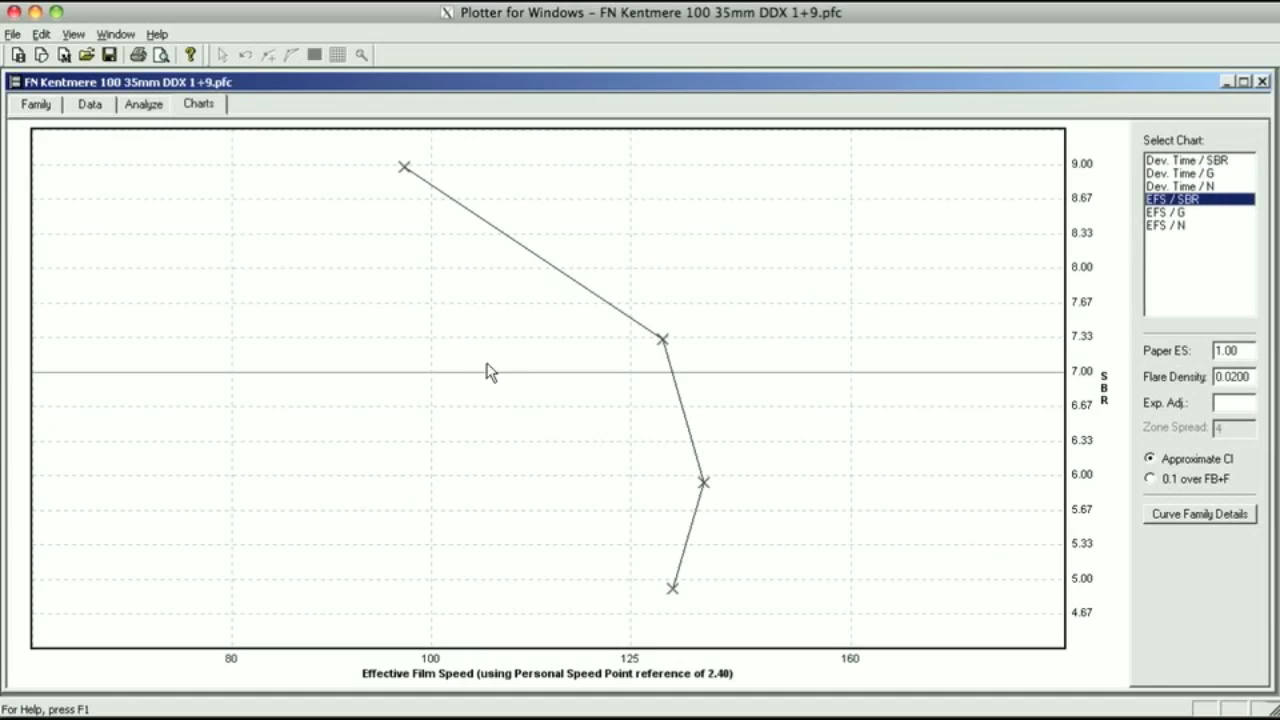 Plotter for Windows – FN Kentmere 100 35mm DDX 1+9.pfc
File Edit View Window Help
FN Kentmere 100 35mm DDX 1+9.pfc
Family Data Analyze Charts
9.00
8.67
8.33
8.00
7.67
7.33
7.00
6.67
6.33
6.00
5.67
5.33
5.00
4.67
SBR
80 100 125 160
Effective Film Speed (using Personal Speed Point reference of 2.40)
Select Chart:
Dev. Time / SBR
Dev. Time / G
Dev. Time / N
EFS / SBR
EFS / G
EFS / N
Paper ES: 1.00
Flare Density: 0.0200
Exp. Adj.:
Zone Spread: 4
Approximate CI
0.1 over FB+F
Curve Family Details
For Help, press F1